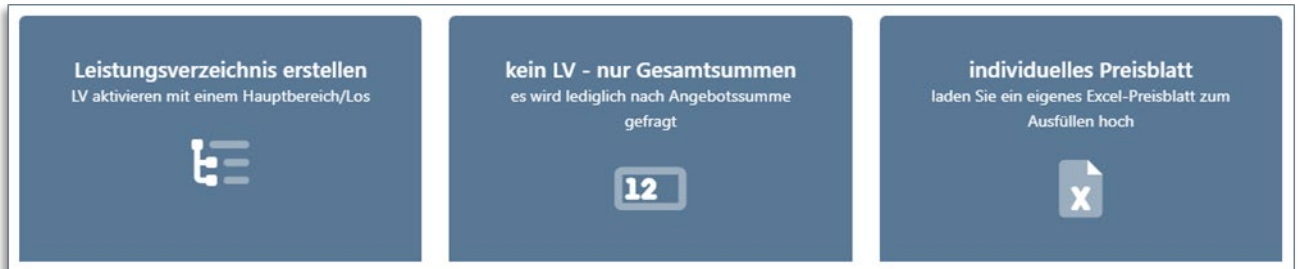 Leistungsverzeichnis erstellen
LV aktivieren mit einem Hauptbereich/Los
kein LV - nur Gesamtsummen
es wird lediglich nach Angebotssumme
gefragt
12
individuelles Preisblatt
laden Sie ein eigenes Excel-Preisblatt zum
Ausfüllen hoch
X